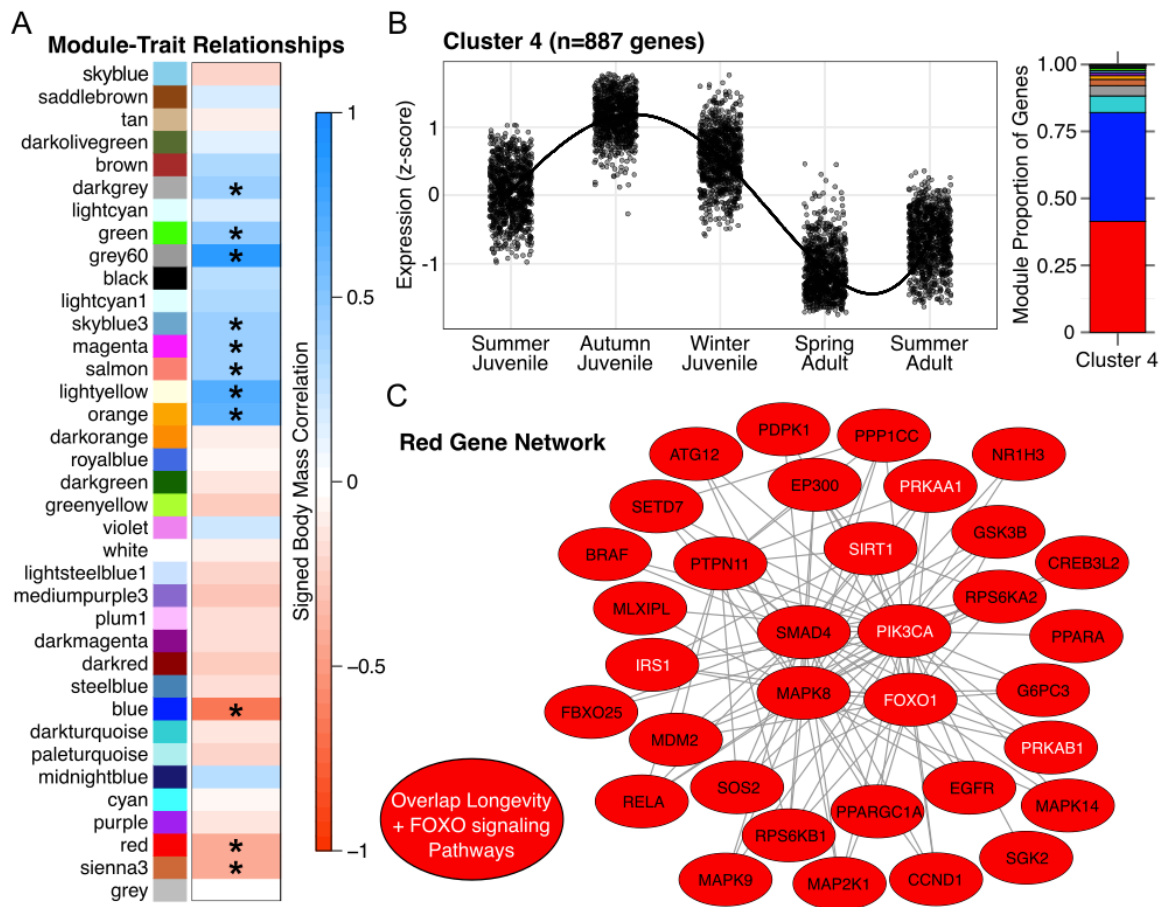 A
Module-Trait Relationships
skyblue
saddlebrown
tan
darkolivegreen
brown
darkgrey
*
lightcyan
green
*
grey60
*
black
lightcyan1
skyblue3
*
magenta
*
salmon
*
lightyellow
*
orange
*
darkorange
royalblue
darkgreen
greenyellow
violet
white
lightsteelblue1
mediumpurple3
plum1
darkmagenta
darkred
steelblue
blue
*
darkturquoise
paleturquoise
midnightblue
cyan
purple
red
*
sienna3
*
grey
Signed Body Mass Correlation
1
0.5
0
−0.5
−1
B
Cluster 4 (n=887 genes)
Expression (z-score)
1
0
-1
Summer
Juvenile
Autumn
Juvenile
Winter
Juvenile
Spring
Adult
Summer
Adult
Module Proportion of Genes
1.00
0.75
0.50
0.25
0
Cluster 4
C
Red Gene Network
PDPK1
PPP1CC
ATG12
NR1H3
EP300
PRKAA1
SETD7
GSK3B
SIRT1
BRAF
PTPN11
CREB3L2
RPS6KA2
MLXIPL
SMAD4
PIK3CA
PPARA
IRS1
MAPK8
FOXO1
G6PC3
FBXO25
MDM2
PRKAB1
SOS2
EGFR
RELA
PPARGC1A
MAPK14
RPS6KB1
SGK2
MAPK9
MAP2K1
CCND1
Overlap Longevity
+ FOXO signaling
Pathways